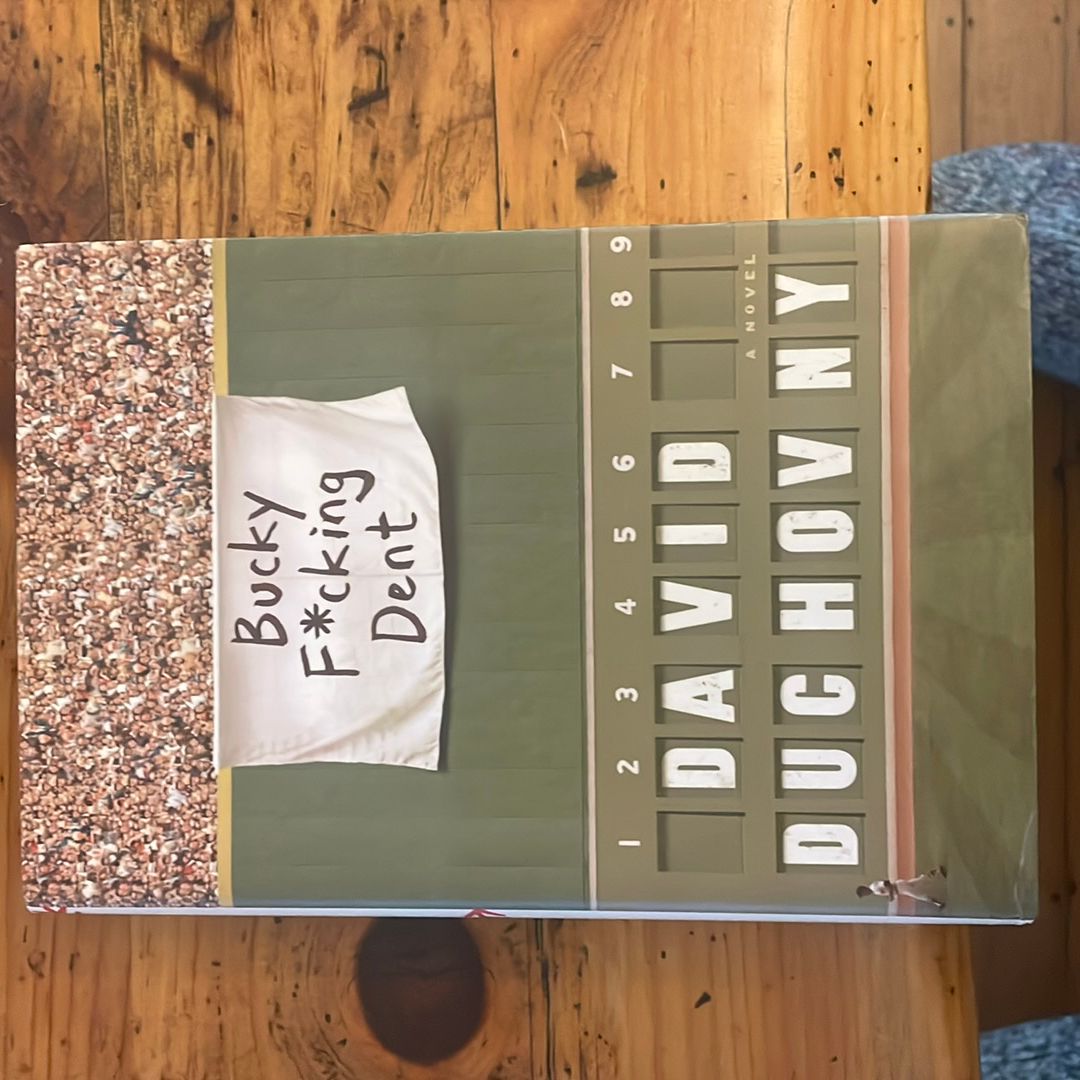 Bucky
F*cking
Dent
1 2 3 4 5 6 7 8 9
DAVID
A NOVEL
DUCHOVNY